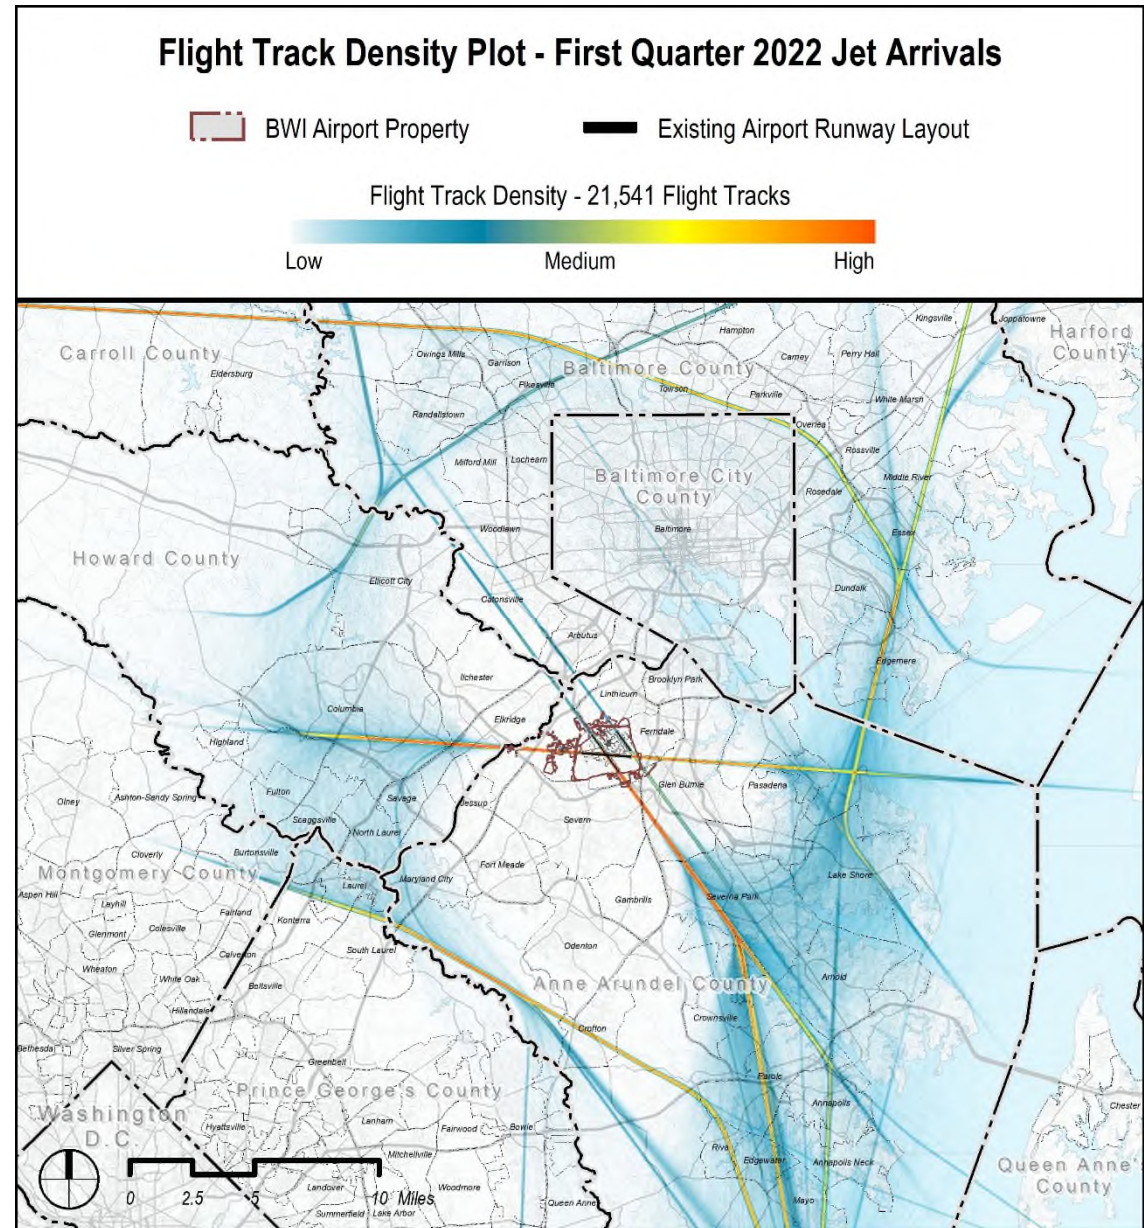 Flight Track Density Plot - First Quarter 2022 Jet Arrivals
BWI Airport Property
Existing Airport Runway Layout
Flight Track Density - 21,541 Flight Tracks
Low
Medium
High
Kingsville
Joppatowne
Hampton
Harford
County
Carroll County
Owings Mills
Garrison
Carney
Perry Hall
Eldersburg
Baltimore County
Pikesville
Towson
Parkville
White Marsh
Randallstown
Overlea
Rossville
Milford Mill
Lochearn
Baltimore City
County
Middle River
Rosedale
Woodlawn
Baltimore
Essex
Howard County
Ellicott City
Dundalk
Catonsville
Arbutus
Edgemere
Ilchester
Brooklyn Park
Linthicum
Columbia
Elkridge
Ferndale
Highland
Glen Burnie
Pasadena
Fulton
Olney
Ashton-Sandy Spring
Savage
Jessup
Scaggsville
Severn
North Laurel
Cloverly
Burtonsville
Fort Meade
Montgomery County
Maryland City
Lake Shore
Laurel
Aspen Hill
Layhill
Gambrills
Severna Park
Fairland
Konterra
Glenmont
Colesville
Odenton
South Laurel
Calverton
Wheaton
White Oak
Arnold
Beltsville
Anne Arundel County
Hillandale
Crownsville
Crofton
Bethesda
Silver Spring
Greenbelt
Parole
Prince George's County
Annapolis
Chester
Washington
D.C.
Hyattsville
Lanham
Fairwood
Bowie
Riva
Mitchellville
Edgewater
Annapolis Neck
Queen Anne'
County
0
2.5
5
10 Miles
Landover
Woodmore
Mayo
Queen Anne
Summerfield
Lake Arbor